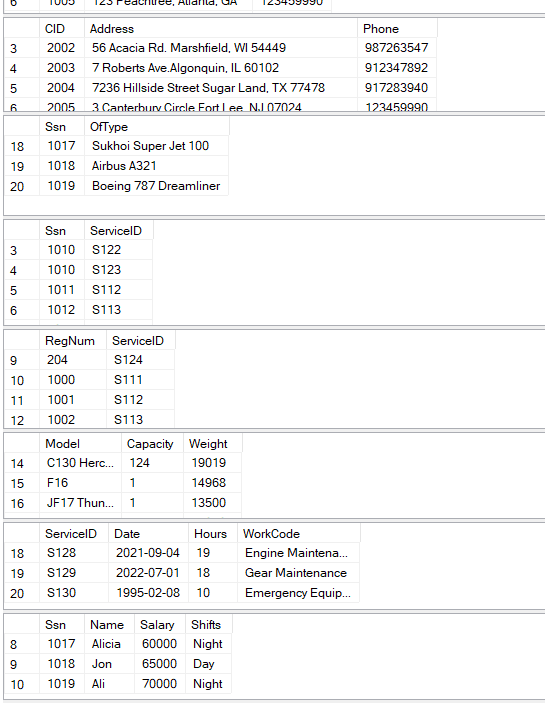 6 1005 123 Peachtree, Atlanta, GA 123459990
CID Address Phone
3 2002 56 Acacia Rd. Marshfield, WI 54449 987263547
4 2003 7 Roberts Ave.Algonquin, IL 60102 912347892
5 2004 7236 Hillside Street Sugar Land, TX 77478 917283940
6 2005 3 Canterbury Circle Fort Lee, NJ 07024 123459990
Ssn OfType
18 1017 Sukhoi Super Jet 100
19 1018 Airbus A321
20 1019 Boeing 787 Dreamliner
Ssn ServiceID
3 1010 S122
4 1010 S123
5 1011 S112
6 1012 S113
RegNum ServiceID
9 204 S124
10 1000 S111
11 1001 S112
12 1002 S113
Model Capacity Weight
14 C130 Herc... 124 19019
15 F16 1 14968
16 JF17 Thun... 1 13500
ServiceID Date Hours WorkCode
18 S128 2021-09-04 19 Engine Maintena...
19 S129 2022-07-01 18 Gear Maintenance
20 S130 1995-02-08 10 Emergency Equip...
Ssn Name Salary Shifts
8 1017 Alicia 60000 Night
9 1018 Jon 65000 Day
10 1019 Ali 70000 Night